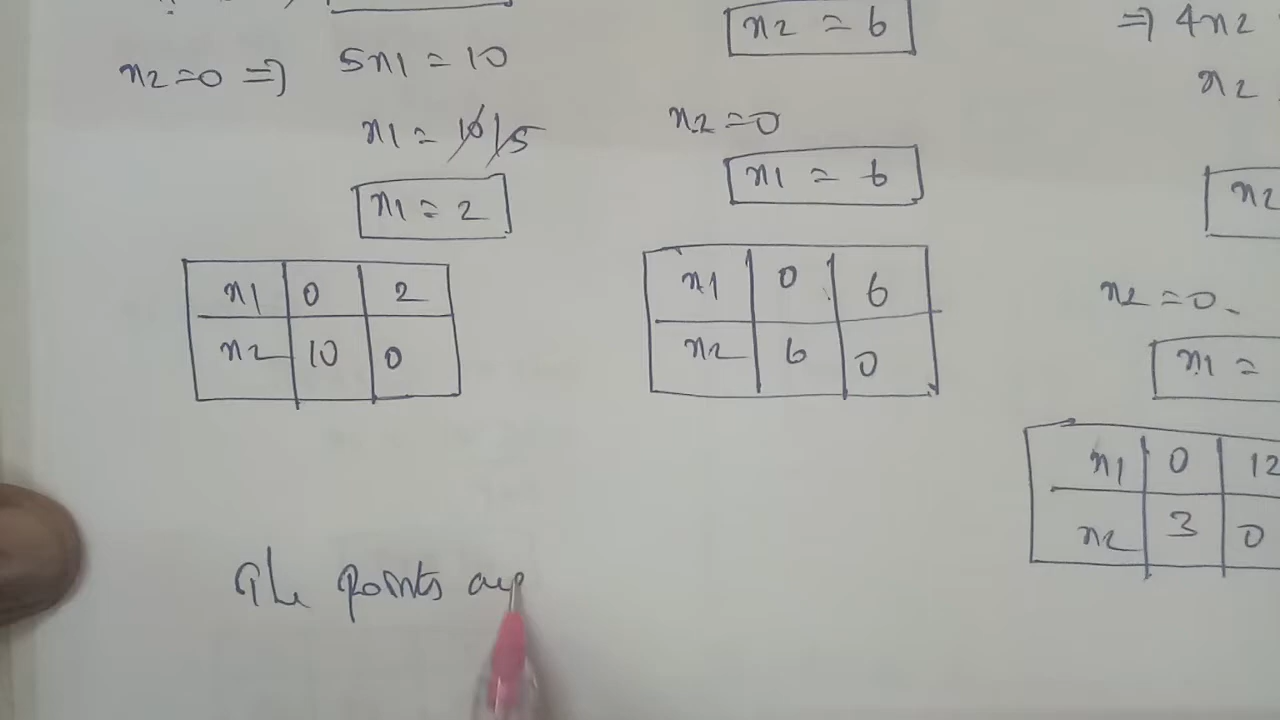 x2 = 0 ⇒ 5x1 = 10
x1 = 10/5
x1 = 2
x1 0 2
x2 10 0
x2 = 6
x2 = 0
x1 = 6
x1 0 6
x2 6 0
⇒ 4x2
x2
x2
x2 = 0
x1 =
x1 0 12
x2 3 0
The points are